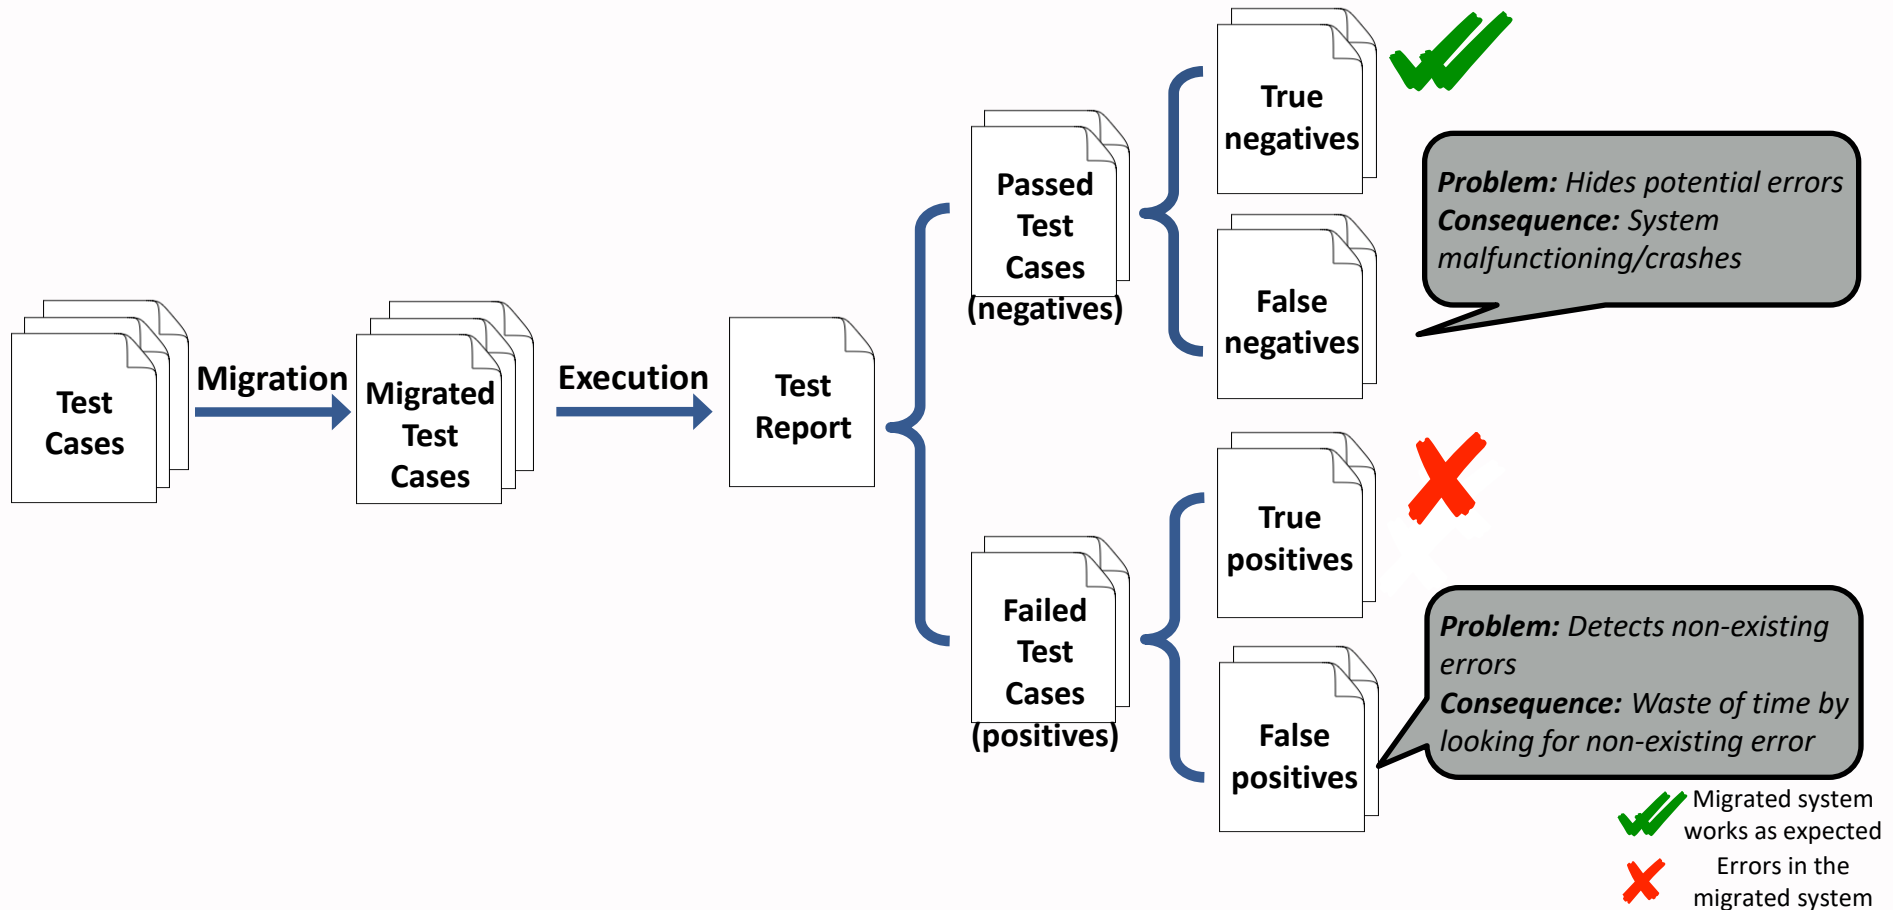 Test
Cases
Migration
Migrated
Test
Cases
Execution
Test
Report
Passed
Test
Cases
(negatives)
True
negatives
False
negatives
Problem: Hides potential errors
Consequence: System
malfunctioning/crashes
Failed
Test
Cases
(positives)
True
positives
False
positives
Problem: Detects non-existing
errors
Consequence: Waste of time by
looking for non-existing error
Migrated system
works as expected
Errors in the
migrated system